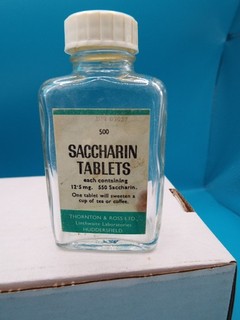 500
SACCHARIN
TABLETS
each containing
12·5 mg. 550 Saccharin.
One tablet will sweeten a
cup of tea or coffee.
THORNTON & ROSS LTD.
Linthwaite Laboratories
HUDDERSFIELD